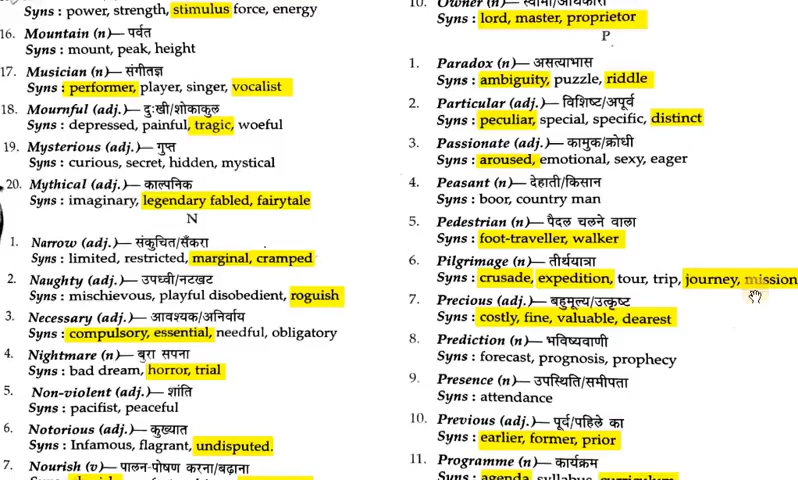 Syns : power, strength, stimulus force, energy
16. Mountain (n)— पर्वत
Syns : mount, peak, height
17. Musician (n)— संगीतज्ञ
Syns : performer, player, singer, vocalist
18. Mournful (adj.)— दुःखी/शोकाकुल
Syns : depressed, painful, tragic, woeful
19. Mysterious (adj.)— गुप्त
Syns : curious, secret, hidden, mystical
20. Mythical (adj.)— काल्पनिक
Syns : imaginary, legendary fabled, fairytale
N
1. Narrow (adj.)— संकुचित/सँकरा
Syns : limited, restricted, marginal, cramped
2. Naughty (adj.)— उपध्वी/नटखट
Syns : mischievous, playful disobedient, roguish
3. Necessary (adj.)— आवश्यक/अनिर्वाय
Syns : compulsory, essential, needful, obligatory
4. Nightmare (n)— बुरा सपना
Syns : bad dream, horror, trial
5. Non-violent (adj.)— शांति
Syns : pacifist, peaceful
6. Notorious (adj.)— कुख्यात
Syns : Infamous, flagrant, undisputed.
7. Nourish (v)— पालन-पोषण करना/बढ़ाना
Syns :
10. Owner (n)— स्वामी/अधिकारी
Syns : lord, master, proprietor
P
1. Paradox (n)— असत्याभास
Syns : ambiguity, puzzle, riddle
2. Particular (adj.)— विशिष्ट/अपूर्व
Syns : peculiar, special, specific, distinct
3. Passionate (adj.)— कामुक/क्रोधी
Syns : aroused, emotional, sexy, eager
4. Peasant (n)— देहाती/किसान
Syns : boor, country man
5. Pedestrian (n)— पैदल चलने वाला
Syns : foot-traveller, walker
6. Pilgrimage (n)— तीर्थयात्रा
Syns : crusade, expedition, tour, trip, journey, mission
7. Precious (adj.)— बहुमूल्य/उत्कृष्ट
Syns : costly, fine, valuable, dearest
8. Prediction (n)— भविष्यवाणी
Syns : forecast, prognosis, prophecy
9. Presence (n)— उपस्थिति/समीपता
Syns : attendance
10. Previous (adj.)— पूर्द/पहिले का
Syns : earlier, former, prior
11. Programme (n)— कार्यक्रम
Syns : agenda, syllabus, curriculum